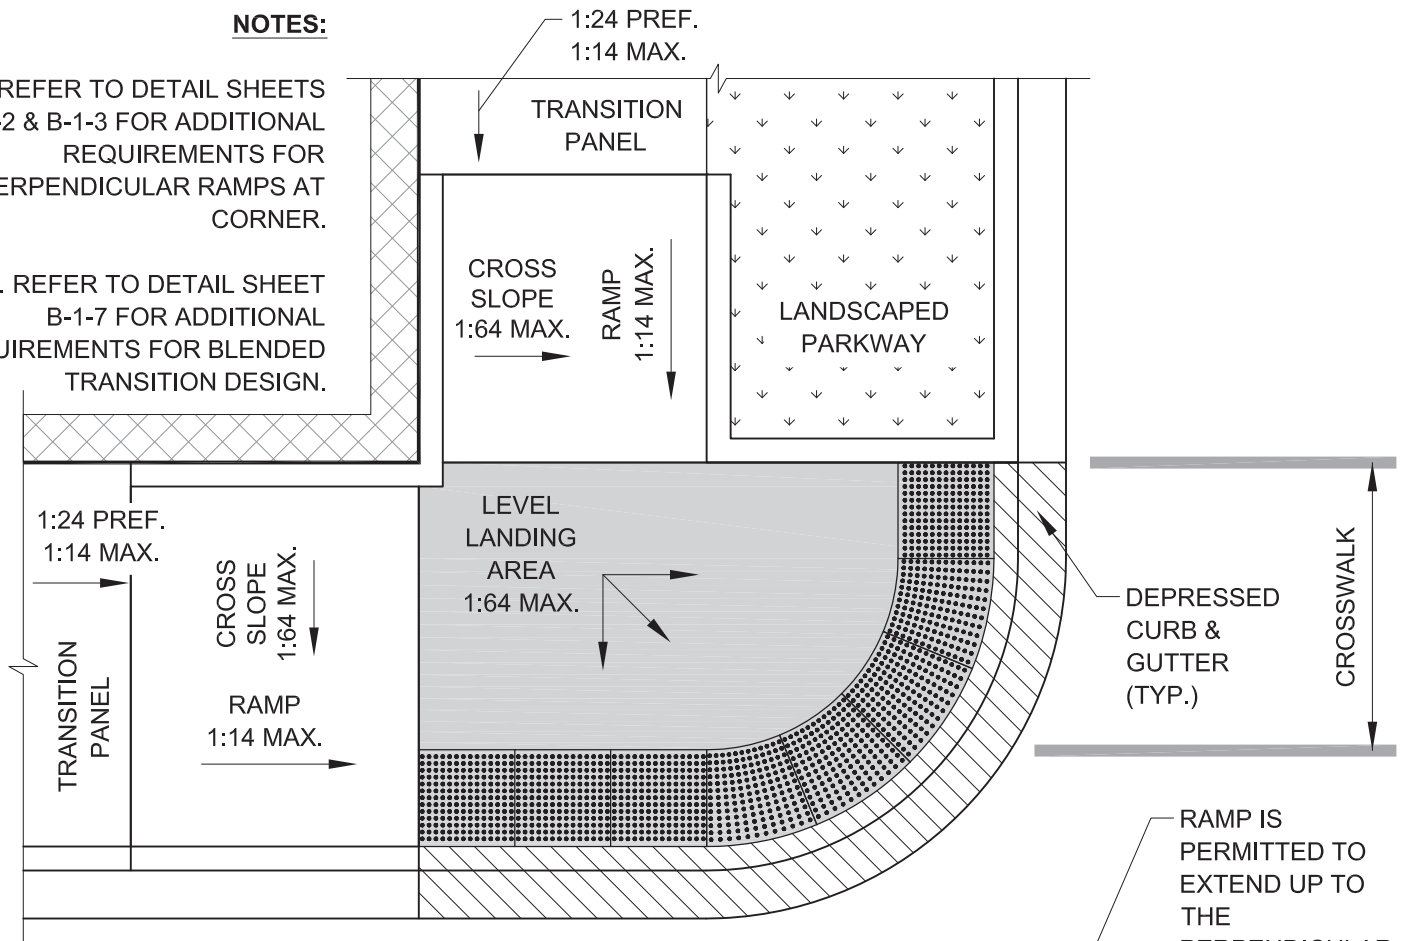 NOTES:
REFER TO DETAIL SHEETS
-2 & B-1-3 FOR ADDITIONAL
REQUIREMENTS FOR
ERPENDICULAR RAMPS AT
CORNER.
. REFER TO DETAIL SHEET
B-1-7 FOR ADDITIONAL
UIREMENTS FOR BLENDED
TRANSITION DESIGN.
1:24 PREF.
1:14 MAX.
TRANSITION
PANEL
CROSS
SLOPE
1:64 MAX.
RAMP
1:14 MAX.
LANDSCAPED
PARKWAY
1:24 PREF.
1:14 MAX.
TRANSITION
PANEL
CROSS
SLOPE
1:64 MAX.
RAMP
1:14 MAX.
LEVEL
LANDING
AREA
1:64 MAX.
DEPRESSED
CURB &
GUTTER
(TYP.)
CROSSWALK
RAMP IS
PERMITTED TO
EXTEND UP TO
THE
PERPENDICULAR